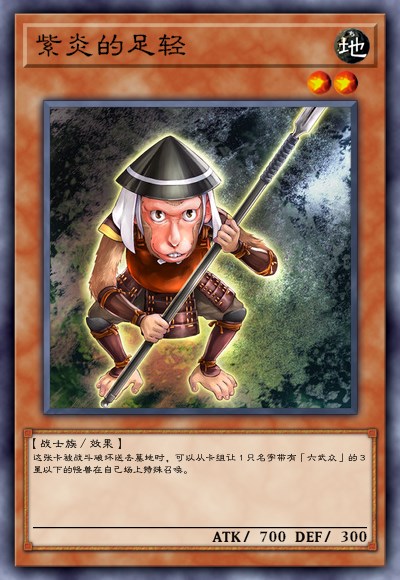 紫炎的足轻
地
【战士族／效果】
这张卡被战斗破坏送去墓地时，可以从卡组让1只名字带有「六武众」的3
星以下的怪兽在自己场上特殊召唤。
ATK/ 700 DEF/ 300